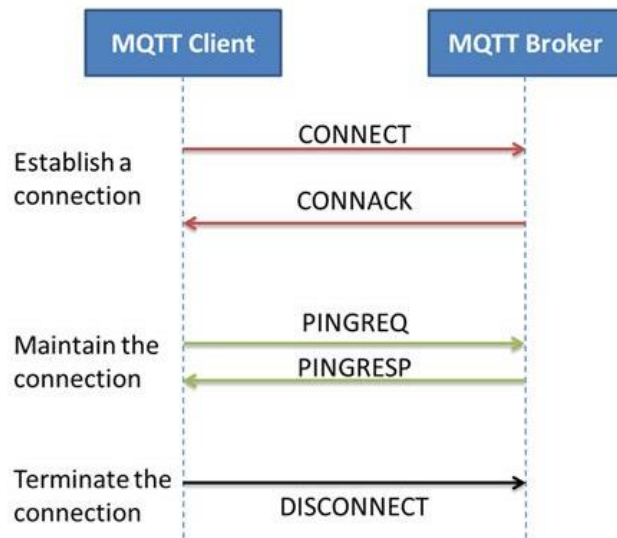 MQTT Client
MQTT Broker
CONNECT
Establish a
connection
CONNACK
PINGREQ
Maintain the
connection
PINGRESP
Terminate the
connection
DISCONNECT